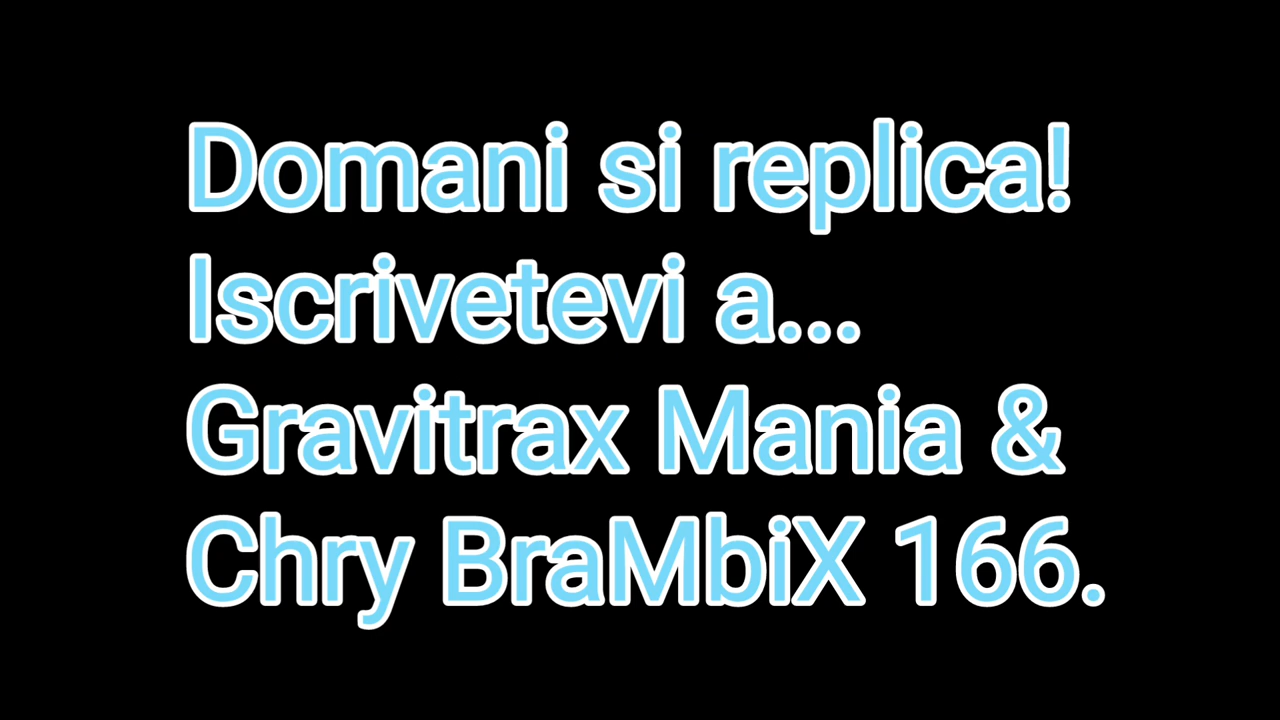 Domani si replica!
Iscrivetevi a...
Gravitrax Mania &
Chry BraMbiX 166.